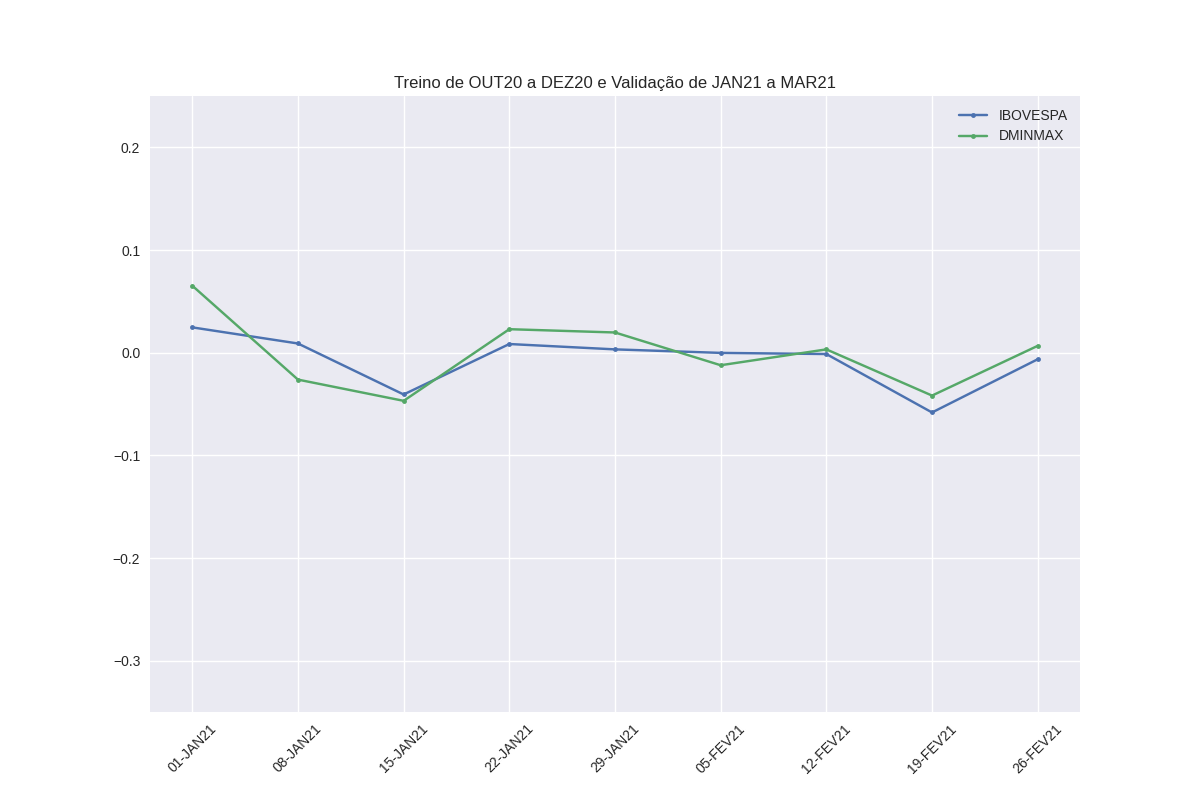 Treino de OUT20 a DEZ20 e Validação de JAN21 a MAR21
IBOVESPA
DMINMAX
0.2
0.1
0.0
−0.1
−0.2
−0.3
01-JAN21
08-JAN21
15-JAN21
22-JAN21
29-JAN21
05-FEV21
12-FEV21
19-FEV21
26-FEV21